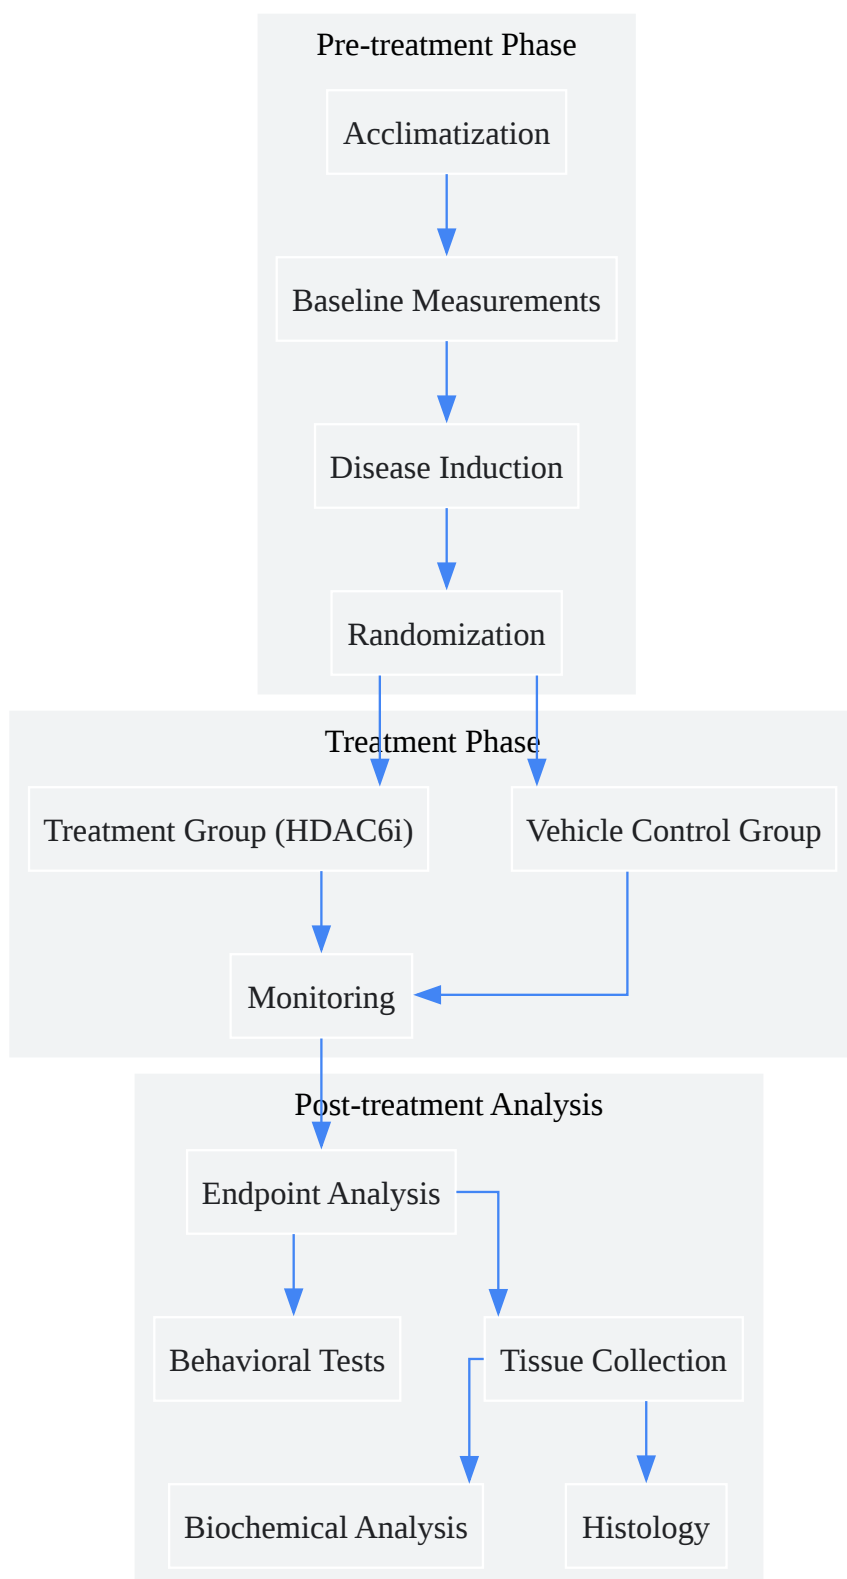 Pre-treatment Phase
Acclimatization
Baseline Measurements
Disease Induction
Randomization
Treatment Phase
Treatment Group (HDAC6i)
Vehicle Control Group
Monitoring
Post-treatment Analysis
Endpoint Analysis
Behavioral Tests
Tissue Collection
Biochemical Analysis
Histology